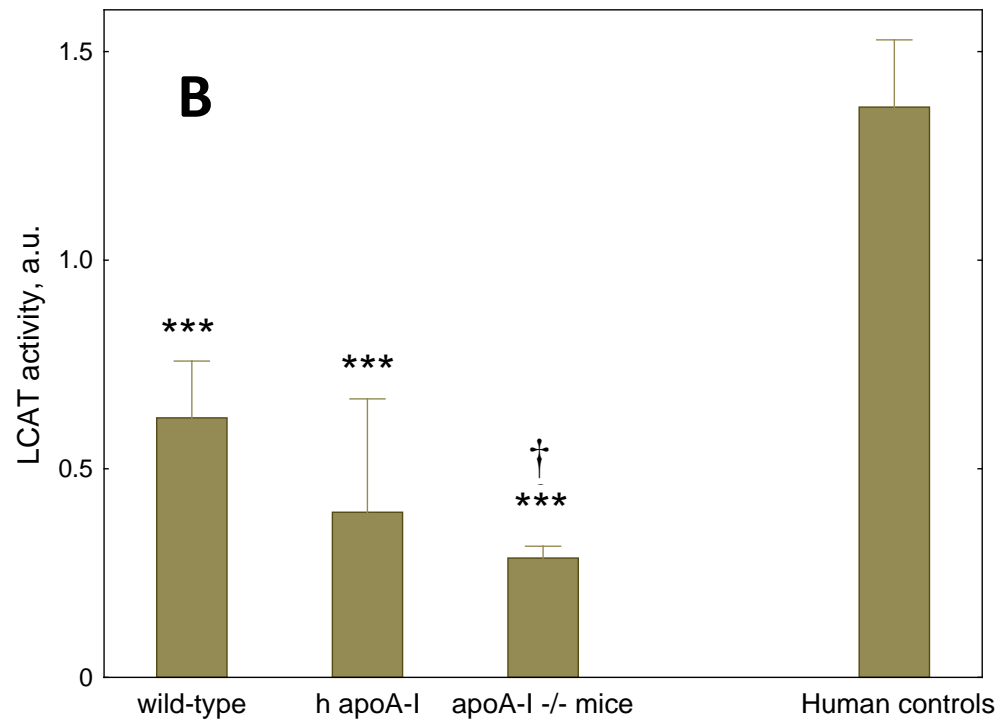 B
LCAT activity, a.u.
1.5
1.0
0.5
0
***
***
†
***
wild-type
h apoA-I
apoA-I -/- mice
Human controls